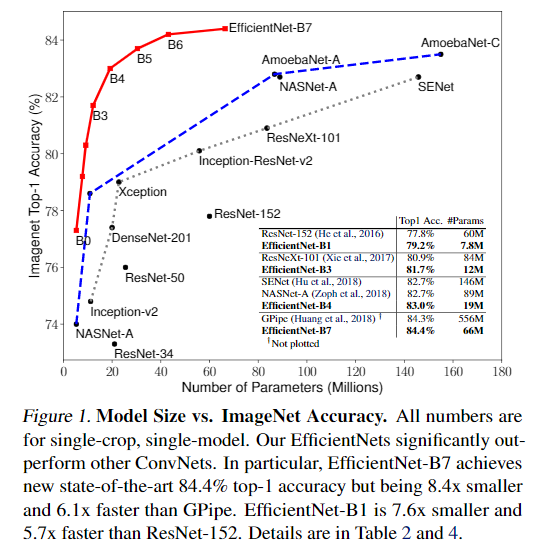 84
82
80
78
76
74
Imagenet Top-1 Accuracy (%)
EfficientNet-B7
B6
B5
B4
B3
B0
AmoebaNet-A
AmoebaNet-C
NASNet-A
SENet
ResNeXt-101
Inception-ResNet-v2
Xception
ResNet-152
DenseNet-201
ResNet-50
Inception-v2
NASNet-A
ResNet-34
Top1 Acc. #Params
ResNet-152 (He et al., 2016) 77.8% 60M
EfficientNet-B1 79.2% 7.8M
ResNeXt-101 (Xie et al., 2017) 80.9% 84M
EfficientNet-B3 81.7% 12M
SENet (Hu et al., 2018) 82.7% 146M
NASNet-A (Zoph et al., 2018) 82.7% 89M
EfficientNet-B4 83.0% 19M
GPipe (Huang et al., 2018) † 84.3% 556M
EfficientNet-B7 84.4% 66M
†Not plotted
0 20 40 60 80 100 120 140 160 180
Number of Parameters (Millions)
Figure 1. Model Size vs. ImageNet Accuracy. All numbers are
for single-crop, single-model. Our EfficientNets significantly out-
perform other ConvNets. In particular, EfficientNet-B7 achieves
new state-of-the-art 84.4% top-1 accuracy but being 8.4x smaller
and 6.1x faster than GPipe. EfficientNet-B1 is 7.6x smaller and
5.7x faster than ResNet-152. Details are in Table 2 and 4.